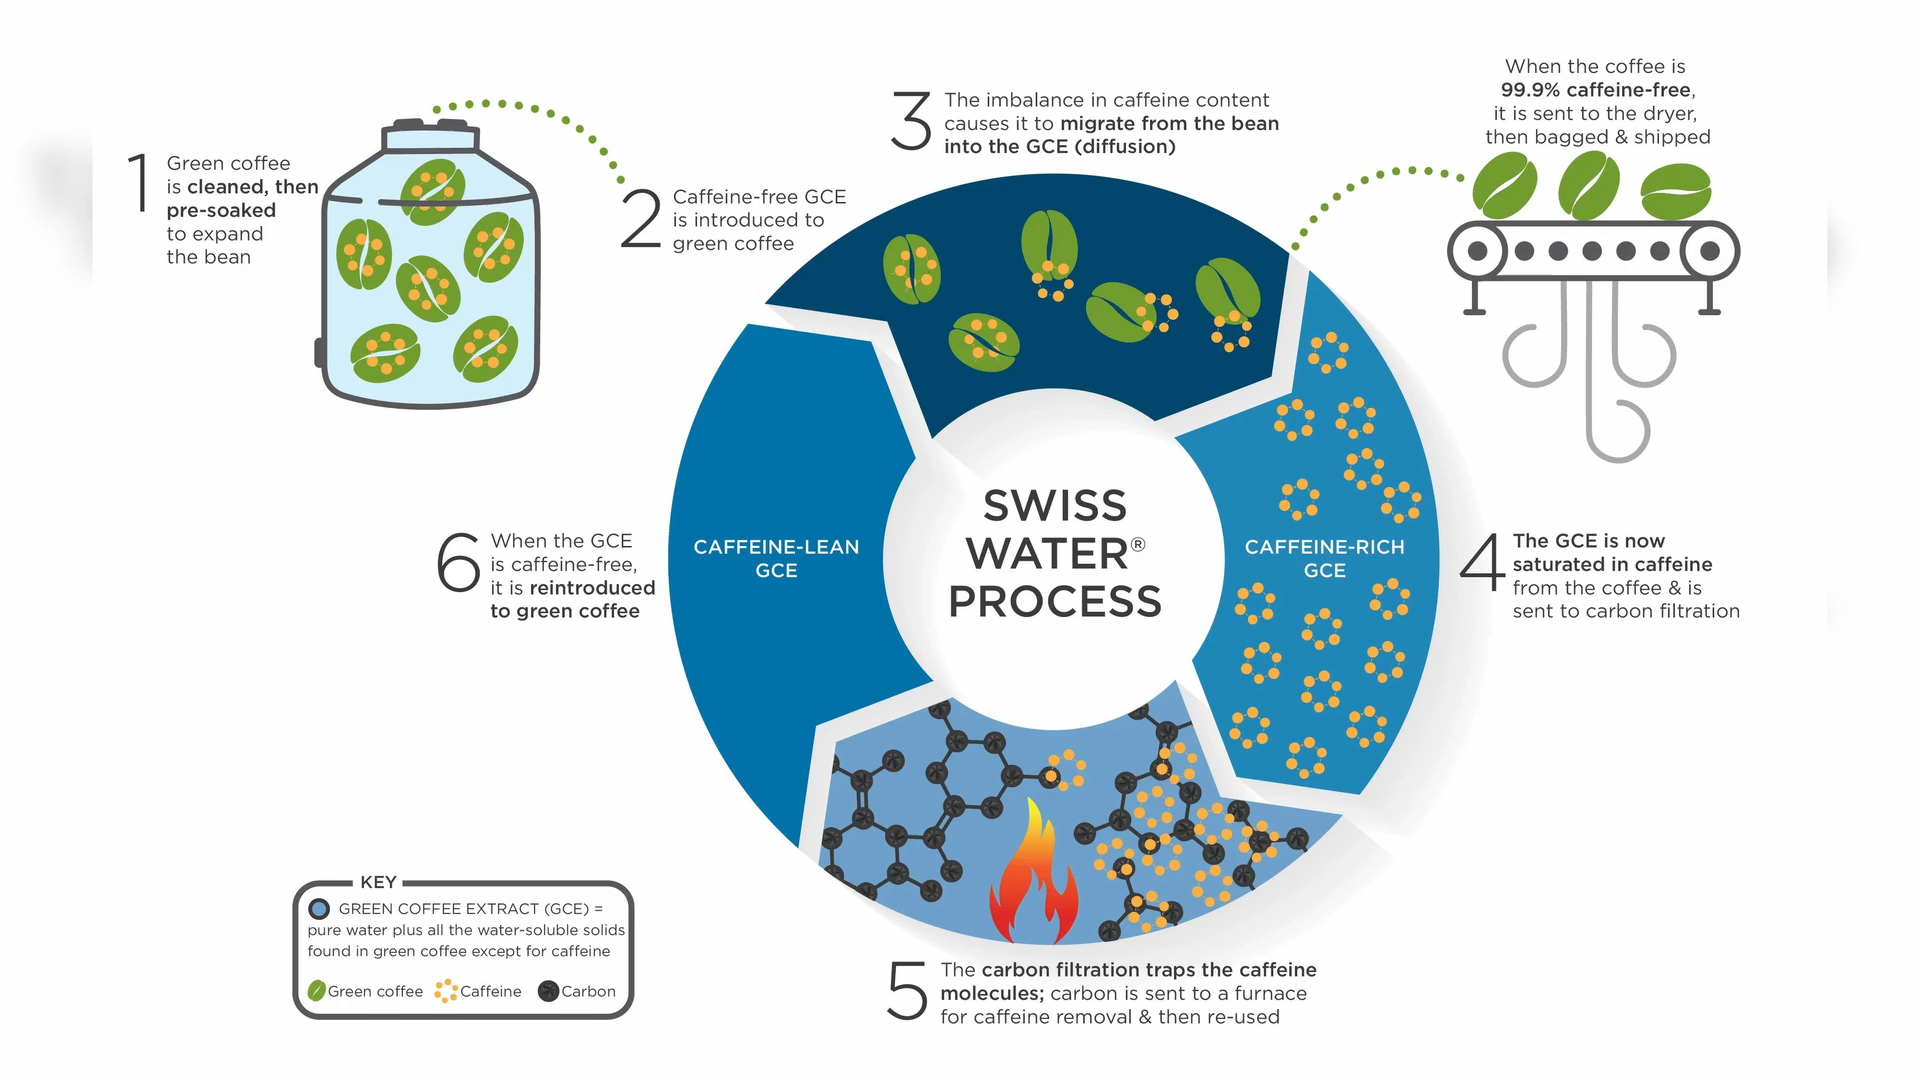 1
Green coffee
is cleaned, then
pre-soaked
to expand
the bean
2
Caffeine-free GCE
is introduced to
green coffee
3
The imbalance in caffeine content
causes it to migrate from the bean
into the GCE (diffusion)
When the coffee is
99.9% caffeine-free,
it is sent to the dryer,
then bagged & shipped
SWISS
WATER®
PROCESS
CAFFEINE-RICH
GCE
4
The GCE is now
saturated in caffeine
from the coffee & is
sent to carbon filtration
5
The carbon filtration traps the caffeine
molecules; carbon is sent to a furnace
for caffeine removal & then re-used
CAFFEINE-LEAN
GCE
6
When the GCE
is caffeine-free,
it is reintroduced
to green coffee
KEY
GREEN COFFEE EXTRACT (GCE) =
pure water plus all the water-soluble solids
found in green coffee except for caffeine
Green coffee Caffeine Carbon